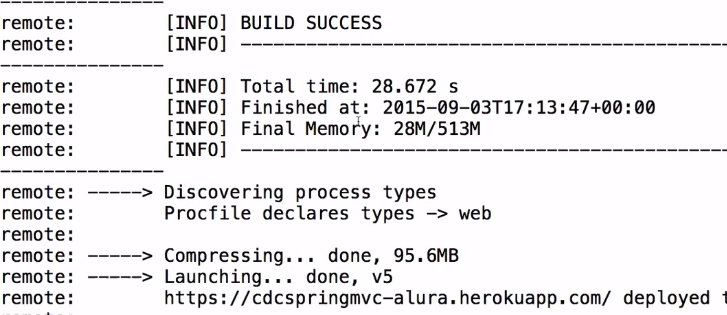 ---------------
remote:        [INFO] BUILD SUCCESS
remote:        [INFO] ---------------------------------------------
---------------
remote:        [INFO] Total time: 28.672 s
remote:        [INFO] Finished at: 2015-09-03T17:13:47+00:00
remote:        [INFO] Final Memory: 28M/513M
remote:        [INFO] ---------------------------------------------
---------------
remote: -----> Discovering process types
remote:        Procfile declares types -> web
remote:
remote: -----> Compressing... done, 95.6MB
remote: -----> Launching... done, v5
remote:        https://cdcspringmvc-alura.herokuapp.com/ deployed